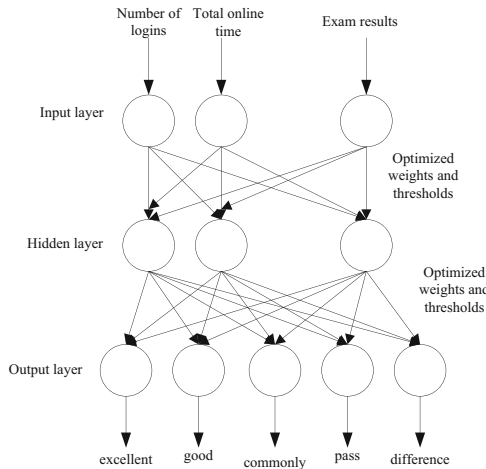 Number of
logins
Total online
time
Exam results
Input layer
Optimized
weights and
thresholds
Hidden layer
Optimized
weights and
thresholds
Output layer
excellent
good
commonly
pass
difference